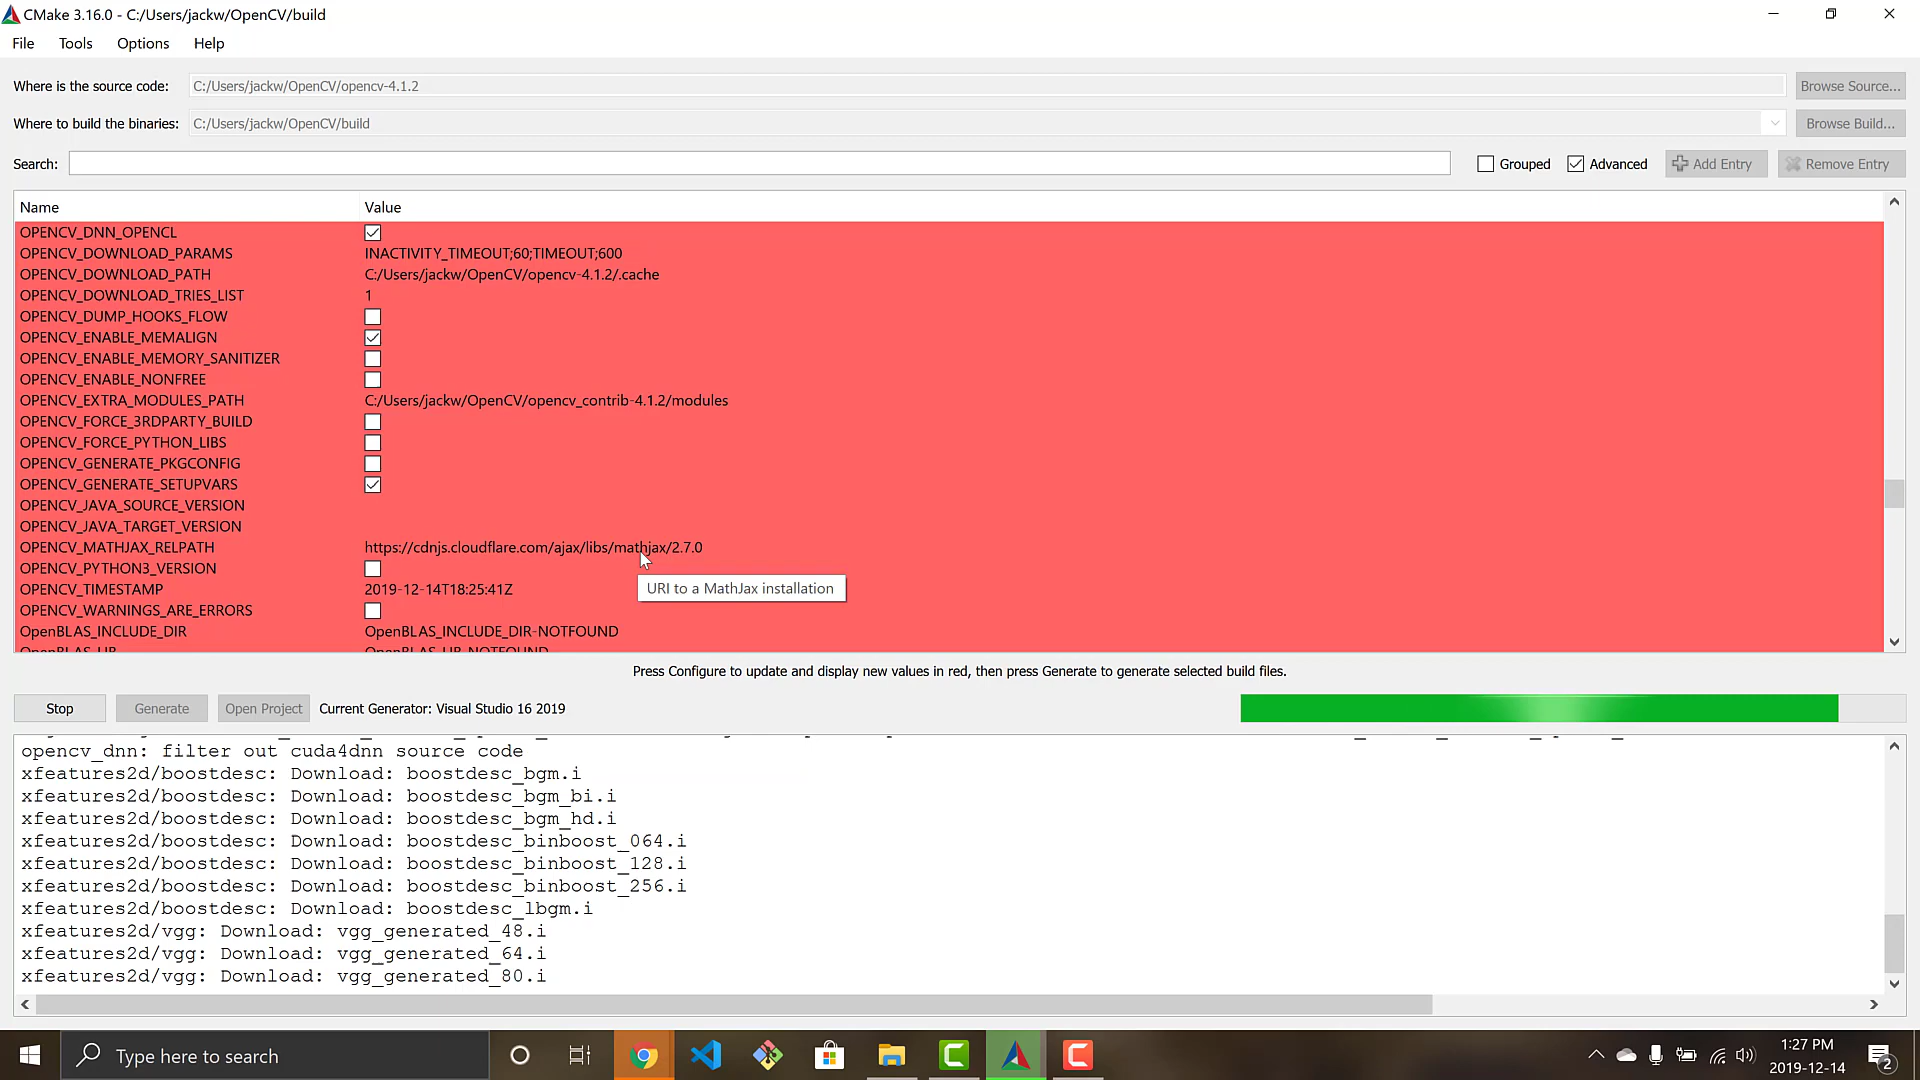 CMake 3.16.0 - C:/Users/jackw/OpenCV/build
File Tools Options Help
Where is the source code: C:/Users/jackw/OpenCV/opencv-4.1.2 Browse Source...
Where to build the binaries: C:/Users/jackw/OpenCV/build Browse Build...
Search: Grouped Advanced Add Entry Remove Entry
Name Value
OPENCV_DNN_OPENCL
OPENCV_DOWNLOAD_PARAMS INACTIVITY_TIMEOUT;60;TIMEOUT;600
OPENCV_DOWNLOAD_PATH C:/Users/jackw/OpenCV/opencv-4.1.2/.cache
OPENCV_DOWNLOAD_TRIES_LIST 1
OPENCV_DUMP_HOOKS_FLOW
OPENCV_ENABLE_MEMALIGN
OPENCV_ENABLE_MEMORY_SANITIZER
OPENCV_ENABLE_NONFREE
OPENCV_EXTRA_MODULES_PATH C:/Users/jackw/OpenCV/opencv_contrib-4.1.2/modules
OPENCV_FORCE_3RDPARTY_BUILD
OPENCV_FORCE_PYTHON_LIBS
OPENCV_GENERATE_PKGCONFIG
OPENCV_GENERATE_SETUPVARS
OPENCV_JAVA_SOURCE_VERSION
OPENCV_JAVA_TARGET_VERSION
OPENCV_MATHJAX_RELPATH https://cdnjs.cloudflare.com/ajax/libs/mathjax/2.7.0
OPENCV_PYTHON3_VERSION
OPENCV_TIMESTAMP 2019-12-14T18:25:41Z
URI to a MathJax installation
OPENCV_WARNINGS_ARE_ERRORS
OpenBLAS_INCLUDE_DIR OpenBLAS_INCLUDE_DIR-NOTFOUND
OpenBLAS_LIB OpenBLAS_LIB-NOTFOUND
Press Configure to update and display new values in red, then press Generate to generate selected build files.
Stop Generate Open Project Current Generator: Visual Studio 16 2019
opencv_dnn: filter out cuda4dnn source code
xfeatures2d/boostdesc: Download: boostdesc_bgm.i
xfeatures2d/boostdesc: Download: boostdesc_bgm_bi.i
xfeatures2d/boostdesc: Download: boostdesc_bgm_hd.i
xfeatures2d/boostdesc: Download: boostdesc_binboost_064.i
xfeatures2d/boostdesc: Download: boostdesc_binboost_128.i
xfeatures2d/boostdesc: Download: boostdesc_binboost_256.i
xfeatures2d/boostdesc: Download: boostdesc_lbgm.i
xfeatures2d/vgg: Download: vgg_generated_48.i
xfeatures2d/vgg: Download: vgg_generated_64.i
xfeatures2d/vgg: Download: vgg_generated_80.i
Type here to search
1:27 PM
2019-12-14
2